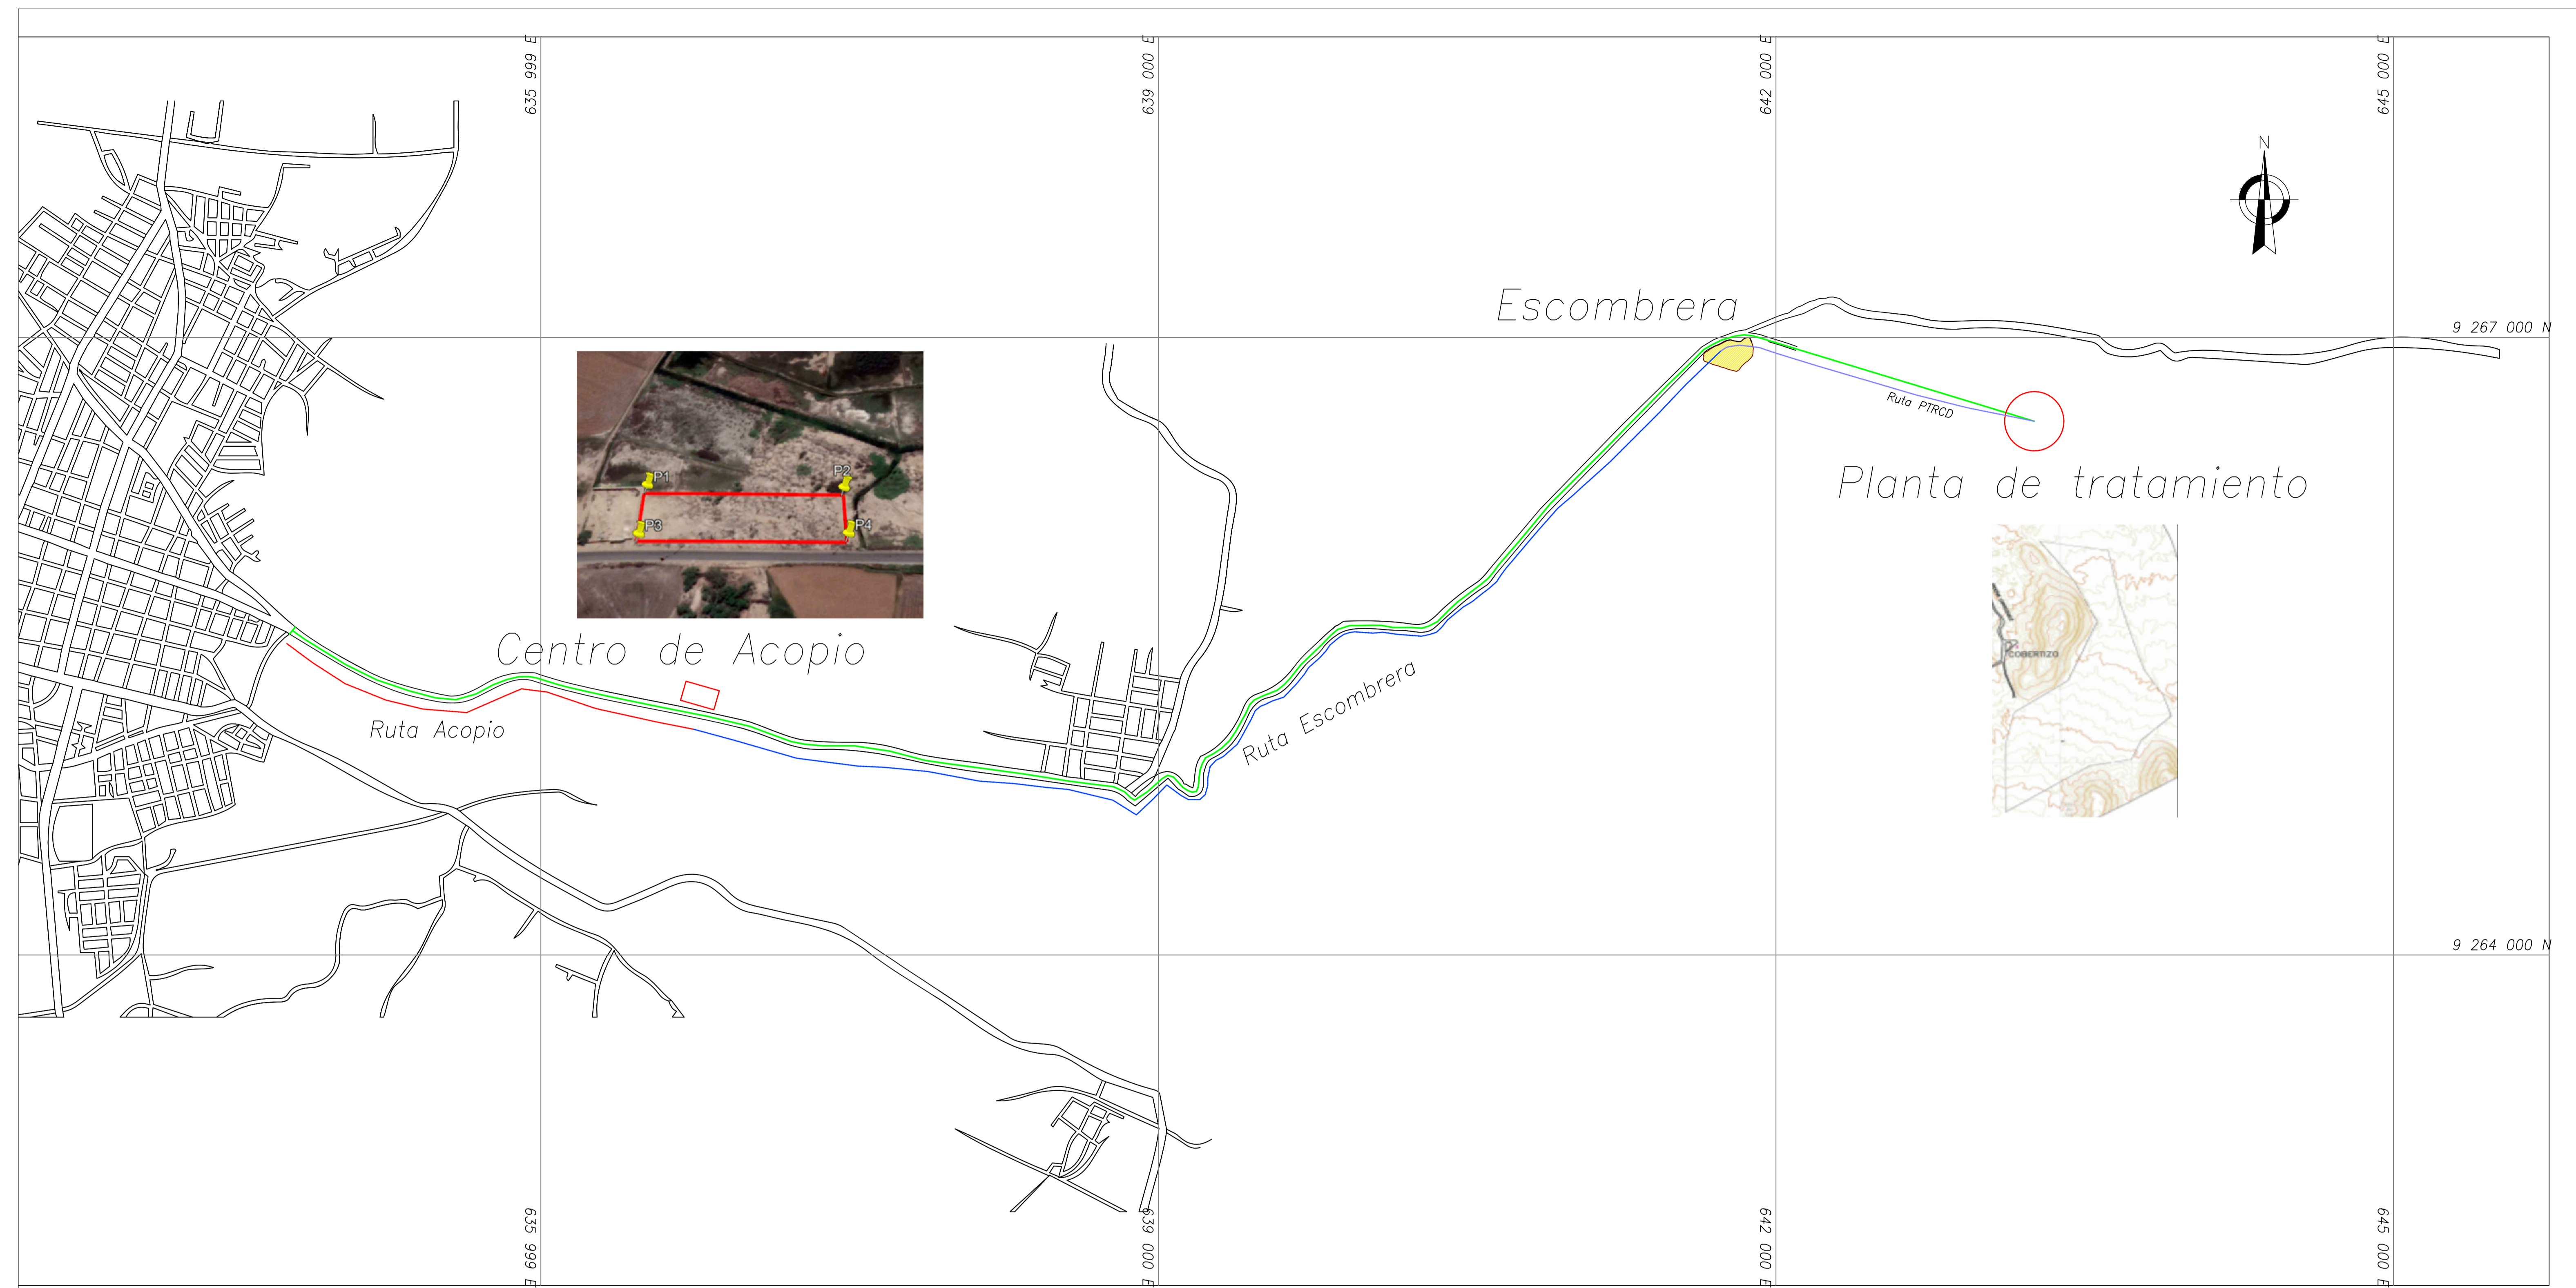 635 999 E
639 000 E
642 000 E
645 000 E
N
Escombrera
9 267 000 N
Ruta PTRCD
P1
P2
P3
P4
Planta de tratamiento
Centro de Acopio
COBERTIZO
Ruta Acopio
Ruta Escombrera
9 264 000 N
635 999 E
639 000 E
642 000 E
645 000 E